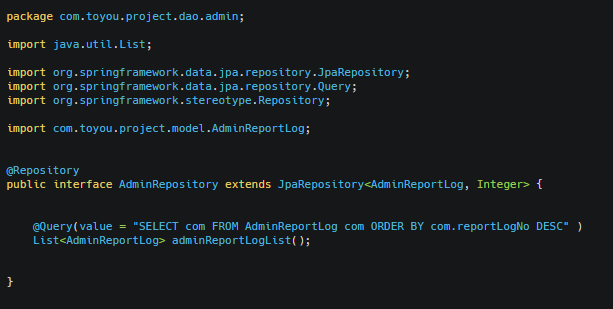 package com.toyou.project.dao.admin;
import java.util.List;
import org.springframework.data.jpa.repository.JpaRepository;
import org.springframework.data.jpa.repository.Query;
import org.springframework.stereotype.Repository;
import com.toyou.project.model.AdminReportLog;
@Repository
public interface AdminRepository extends JpaRepository<AdminReportLog, Integer> {
@Query(value = "SELECT com FROM AdminReportLog com ORDER BY com.reportLogNo DESC" )
List<AdminReportLog> adminReportLogList();
}